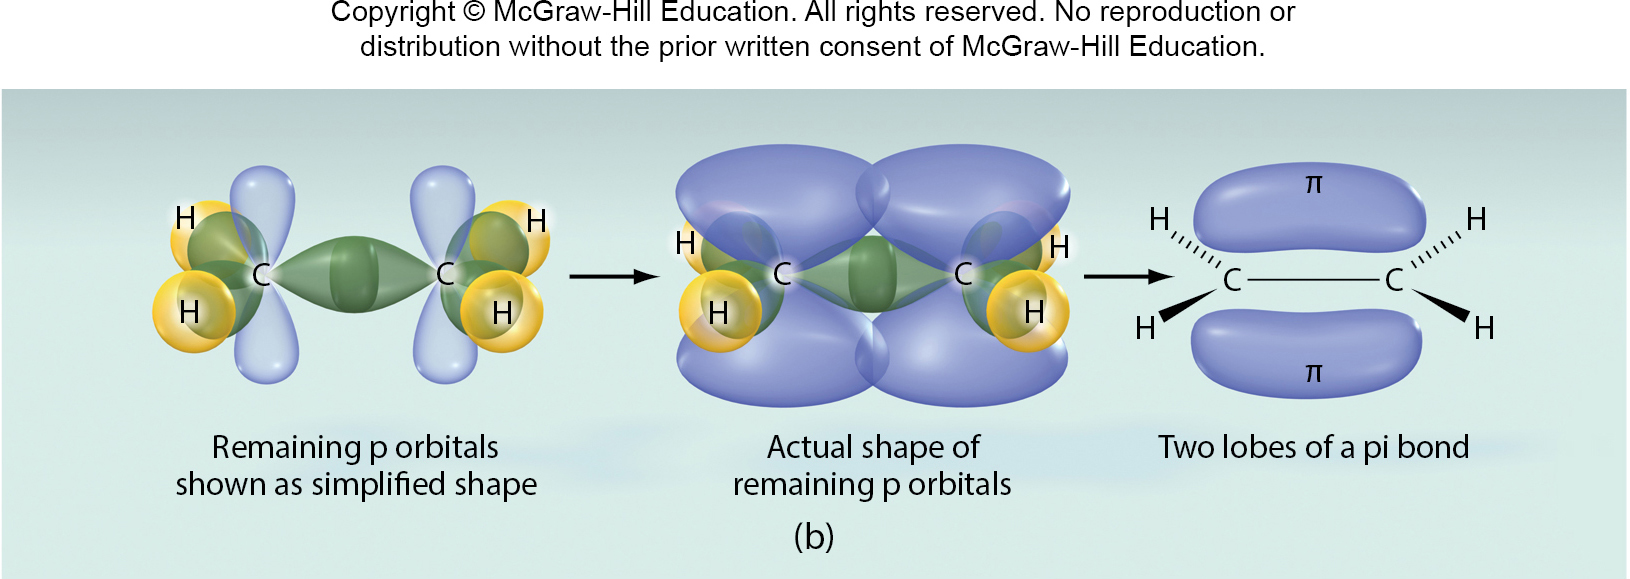 Copyright © McGraw-Hill Education. All rights reserved. No reproduction or
distribution without the prior written consent of McGraw-Hill Education.
H
H
C
C
H
H
H
H
C
C
H
H
π
H
H
C
C
H
H
π
Remaining p orbitals
shown as simplified shape
Actual shape of
remaining p orbitals
Two lobes of a pi bond
(b)